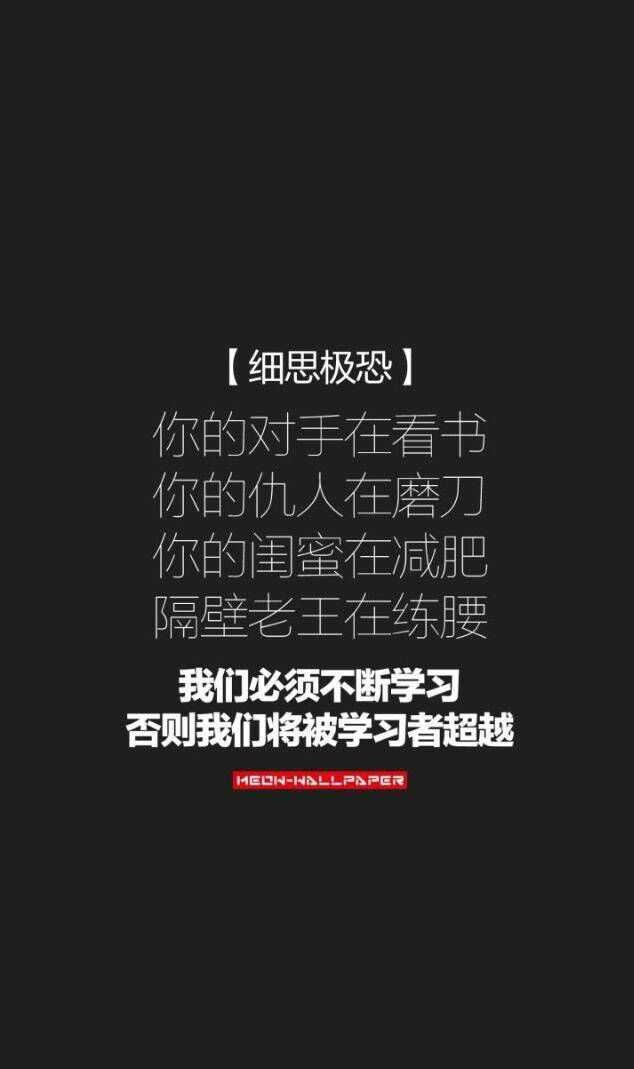 【细思极恐】
你的对手在看书
你的仇人在磨刀
你的闺蜜在减肥
隔壁老王在练腰
我们必须不断学习
否则我们将被学习者超越
MEOW-WALLPAPER